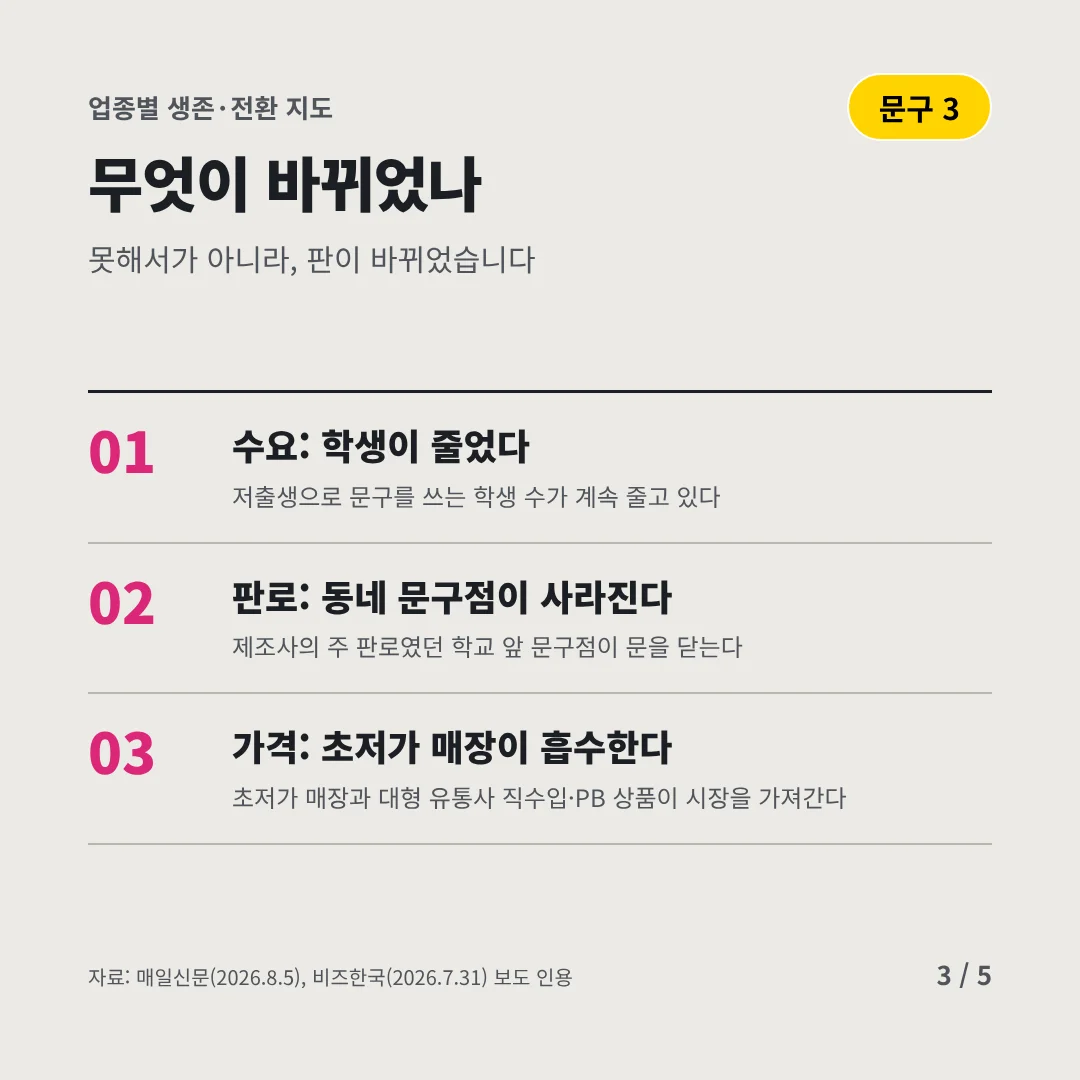 업종별 생존·전환 지도
문구 3
무엇이 바뀌었나
못해서가 아니라, 판이 바뀌었습니다
01
수요: 학생이 줄었다
저출생으로 문구를 쓰는 학생 수가 계속 줄고 있다
02
판로: 동네 문구점이 사라진다
제조사의 주 판로였던 학교 앞 문구점이 문을 닫는다
03
가격: 초저가 매장이 흡수한다
초저가 매장과 대형 유통사 직수입·PB 상품이 시장을 가져간다
자료: 매일신문(2026.8.5), 비즈한국(2026.7.31) 보도 인용
3 / 5